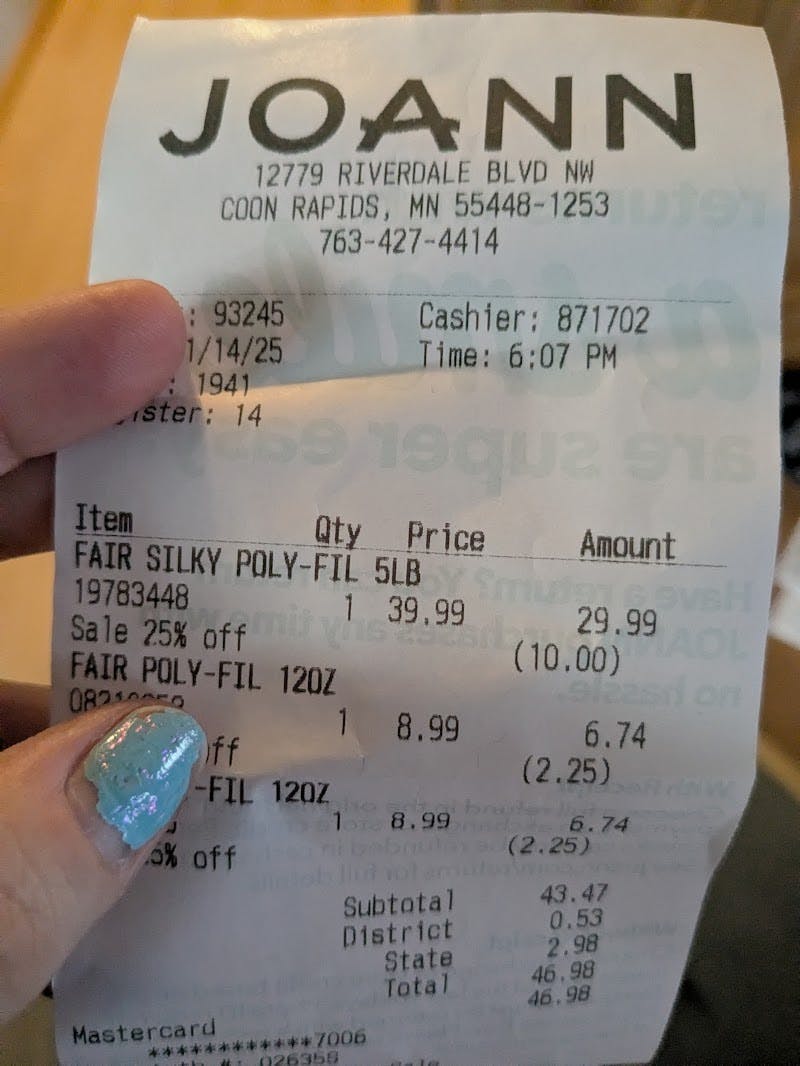 JOANN
12779 RIVERDALE BLVD NW
COON RAPIDS, MN 55448-1253
763-427-4414
: 93245 Cashier: 871702
1/14/25 Time: 6:07 PM
: 1941
ister: 14
Item Qty Price Amount
FAIR SILKY POLY-FIL 5LB
19783448 1 39.99 29.99
Sale 25% off (10.00)
FAIR POLY-FIL 12OZ
1 8.99 6.74
off (2.25)
-FIL 12OZ
1 8.99 6.74
5% off (2.25)
Subtotal 43.47
District 0.53
State 2.98
Total 46.98
46.98
Mastercard
************7006
#: 026358